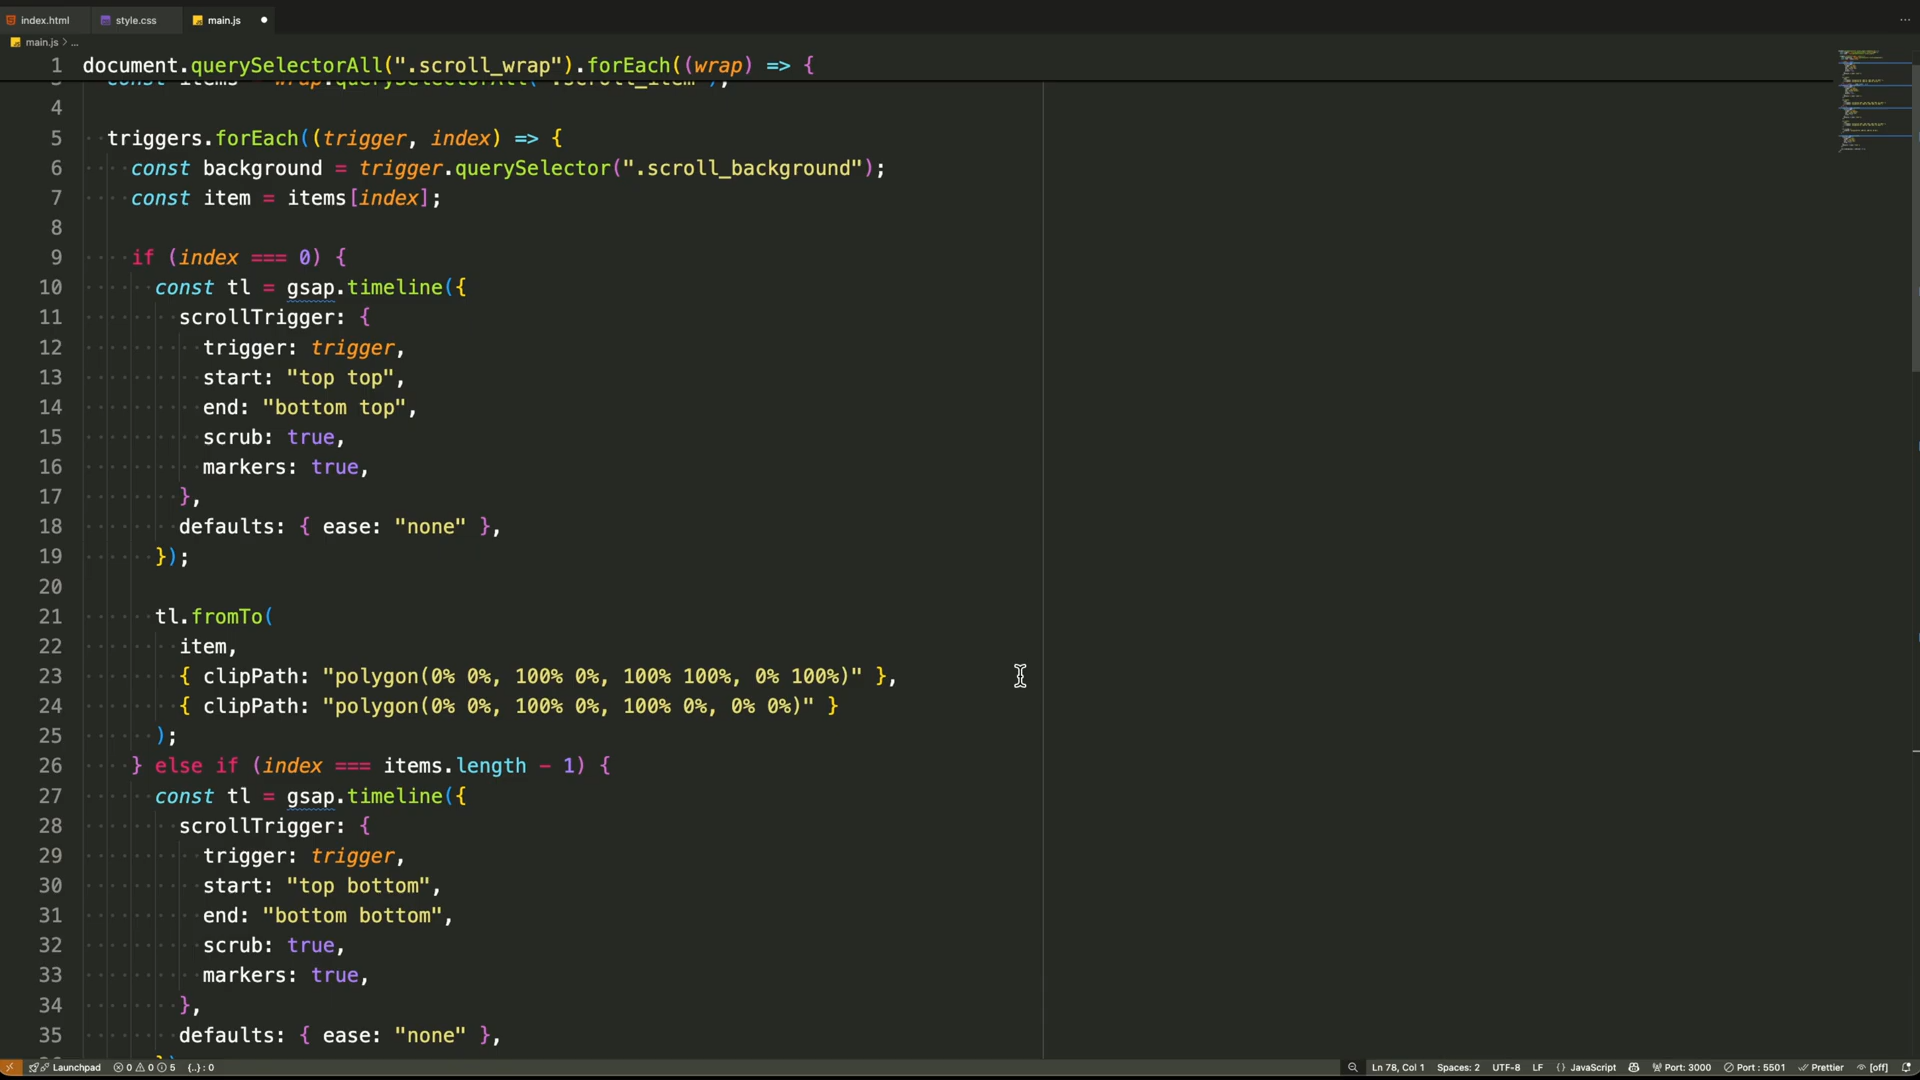 index.html style.css main.js
main.js > ...
1 document.querySelectorAll(".scroll_wrap").forEach((wrap) => {
4
5 triggers.forEach((trigger, index) => {
6 const background = trigger.querySelector(".scroll_background");
7 const item = items[index];
8
9 if (index === 0) {
10 const tl = gsap.timeline({
11 scrollTrigger: {
12 trigger: trigger,
13 start: "top top",
14 end: "bottom top",
15 scrub: true,
16 markers: true,
17 },
18 defaults: { ease: "none" },
19 });
20
21 tl.fromTo(
22 item,
23 { clipPath: "polygon(0% 0%, 100% 0%, 100% 100%, 0% 100%)" },
24 { clipPath: "polygon(0% 0%, 100% 0%, 100% 0%, 0% 0%)" }
25 );
26 } else if (index === items.length - 1) {
27 const tl = gsap.timeline({
28 scrollTrigger: {
29 trigger: trigger,
30 start: "top bottom",
31 end: "bottom bottom",
32 scrub: true,
33 markers: true,
34 },
35 defaults: { ease: "none" },
Launchpad 0 0 5 {..} : 0 Ln 78, Col 1 Spaces: 2 UTF-8 LF {} JavaScript Port: 3000 Port : 5501 Prettier [off]